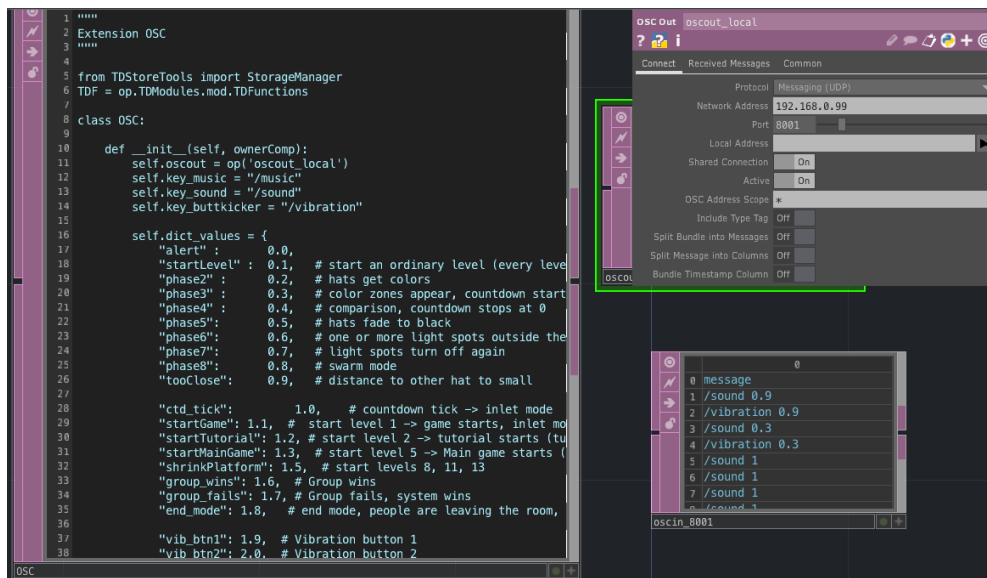 1 """
2 Extension OSC
3 """
4
5 from TDStoreTools import StorageManager
6 TDF = op.TDModules.mod.TDFunctions
7
8 class OSC:
9
10 def __init__(self, ownerComp):
11 self.oscout = op('oscout_local')
12 self.key_music = "/music"
13 self.key_sound = "/sound"
14 self.key_buttkicker = "/vibration"
15
16 self.dict_values = {
17 "alert" : 0.0,
18 "startLevel" : 0.1, # start an ordinary level (every leve
19 "phase2" : 0.2, # hats get colors
20 "phase3" : 0.3, # color zones appear, countdown start
21 "phase4" : 0.4, # comparison, countdown stops at 0
22 "phase5": 0.5, # hats fade to black
23 "phase6": 0.6, # one or more light spots outside the
24 "phase7": 0.7, # light spots turn off again
25 "phase8": 0.8, # swarm mode
26 "tooClose": 0.9, # distance to other hat to small
27
28 "ctd_tick": 1.0, # countdown tick -> inlet mode
29 "startGame": 1.1, # start level 1 -> game starts, inlet mo
30 "startTutorial": 1.2, # start level 2 -> tutorial starts (tu
31 "startMainGame": 1.3, # start level 5 -> Main game starts (
32 "shrinkPlatform": 1.5, # start levels 8, 11, 13
33 "group_wins": 1.6, # Group wins
34 "group_fails": 1.7, # Group fails, system wins
35 "end_mode": 1.8, # end mode, people are leaving the room,
36
37 "vib_btn1": 1.9, # Vibration button 1
38 "vib_btn2": 2.0, # Vibration button 2
OSC
OSC Out oscout_local
? ? i
Connect Received Messages Common
Protocol Messaging (UDP)
Network Address 192.168.0.99
Port 8001
Local Address
Shared Connection On
Active On
OSC Address Scope *
Include Type Tag Off
Split Bundle into Messages Off
Split Message into Columns Off
Bundle Timestamp Column Off
oscou
0
0 message
1 /sound 0.9
2 /vibration 0.9
3 /sound 0.3
4 /vibration 0.3
5 /sound 1
6 /sound 1
7 /sound 1
/sound 1
oscin_8001